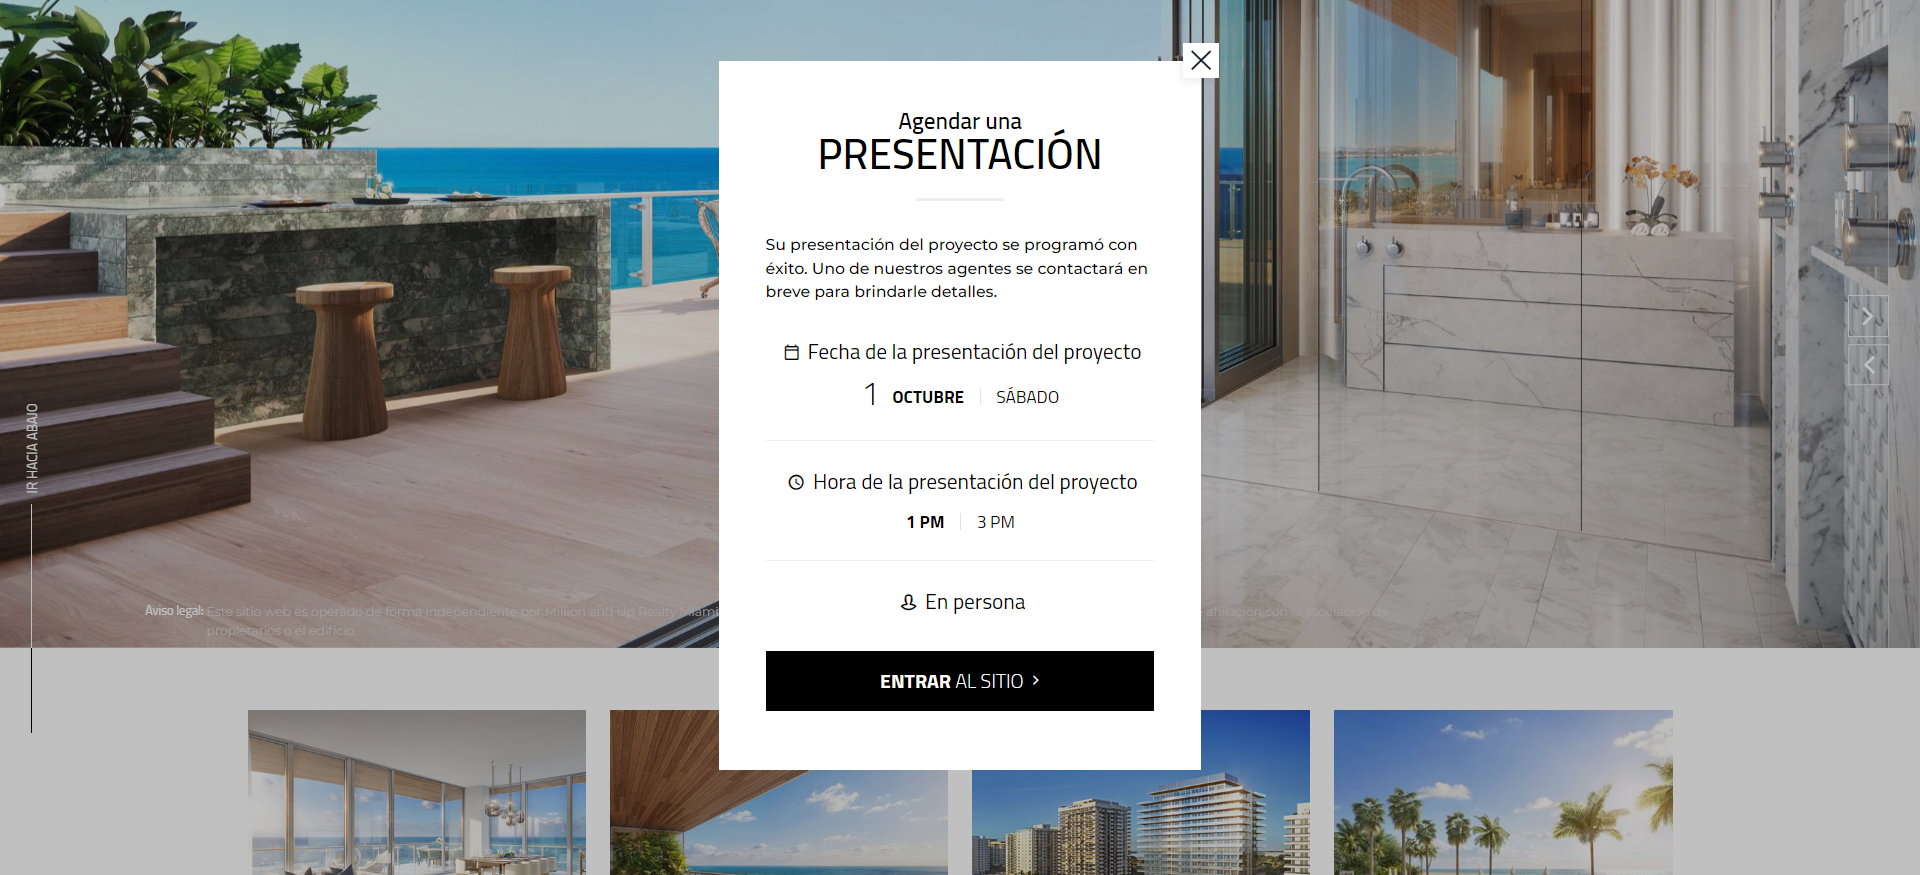 Agendar una
PRESENTACIÓN
Su presentación del proyecto se programó con
éxito. Uno de nuestros agentes se contactará en
breve para brindarle detalles.
Fecha de la presentación del proyecto
1 OCTUBRE SÁBADO
Hora de la presentación del proyecto
1 PM 3 PM
En persona
ENTRAR AL SITIO
IR HACIA ABAJO
Aviso legal: Este sitio web es operado de forma independiente por Million and Up Realty Miami afiliación con la asociación de
propietarios o el edificio.